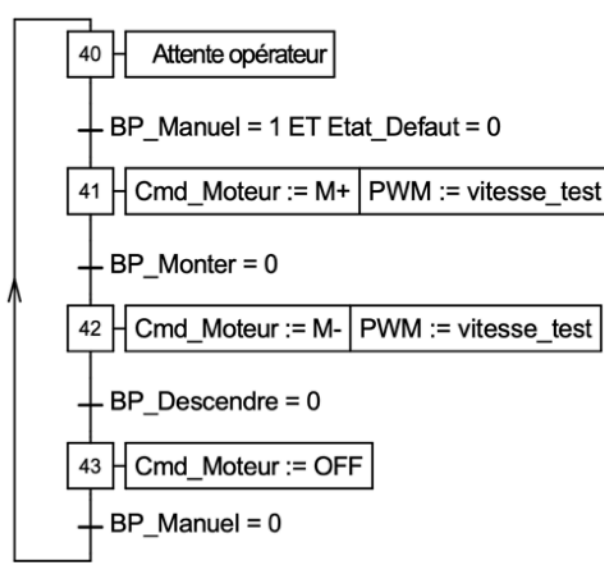 40 Attente opérateur
BP_Manuel = 1 ET Etat_Defaut = 0
41 Cmd_Moteur := M+ PWM := vitesse_test
BP_Monter = 0
42 Cmd_Moteur := M- PWM := vitesse_test
BP_Descendre = 0
43 Cmd_Moteur := OFF
BP_Manuel = 0